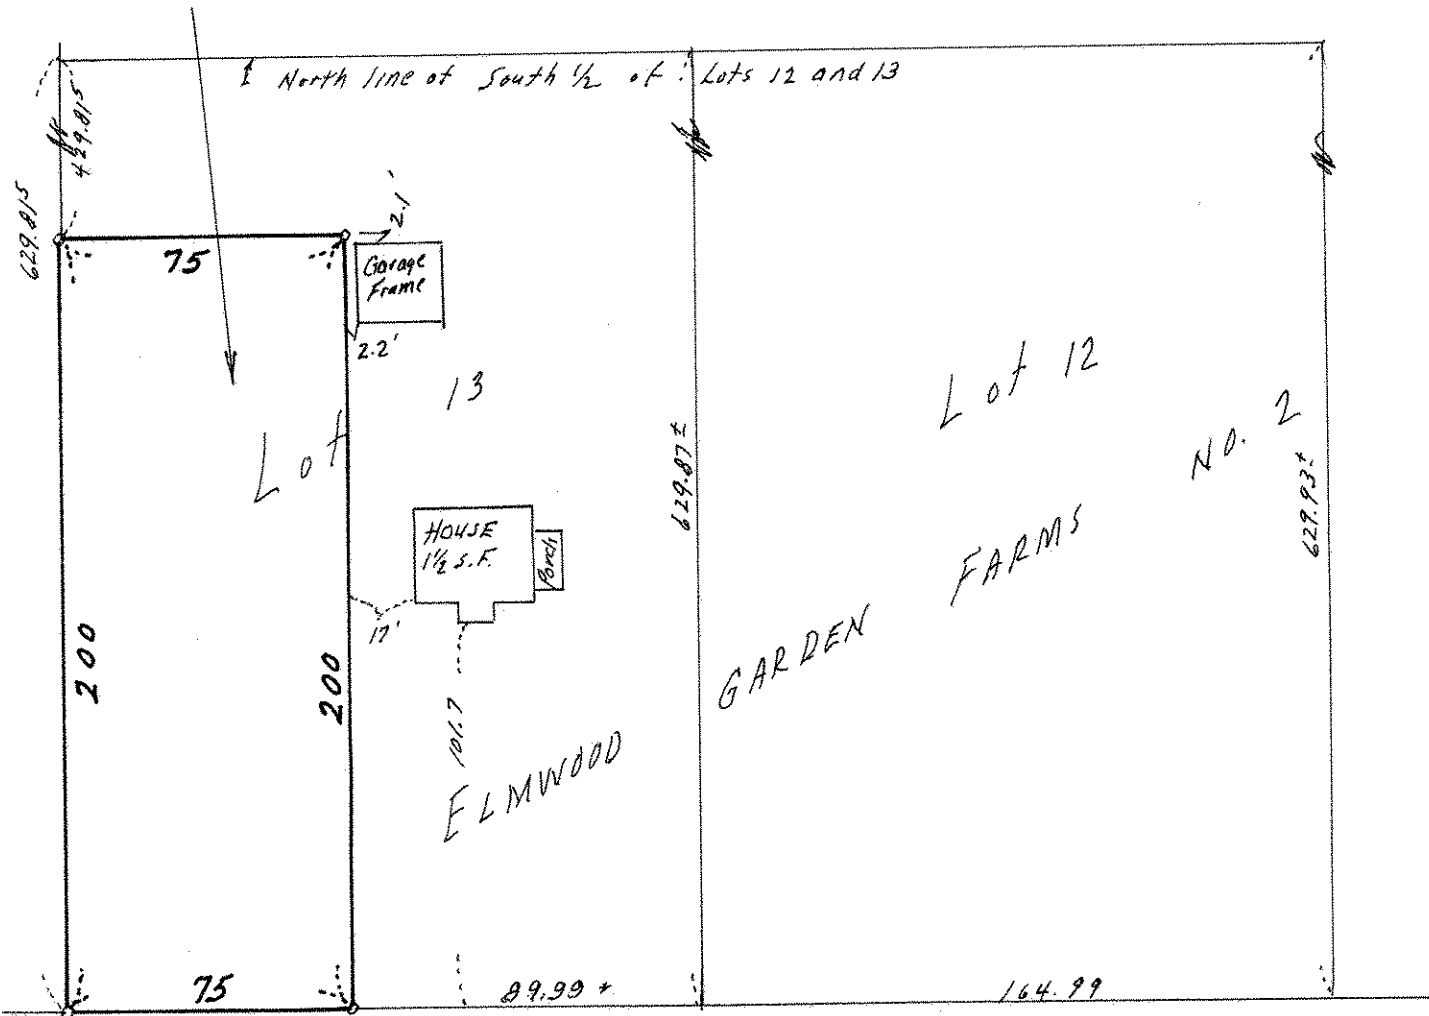 North line of South ½ of Lots 12 and 13
429.815
629.815
75
2.1'
Garage
Frame
2.2'
Lot 13
Lot 12
629.87±
629.93±
HOUSE
1½ S.F.
Porch
17'
200
200
101.7
ELMWOOD GARDEN FARMS NO. 2
75
89.99±
164.99